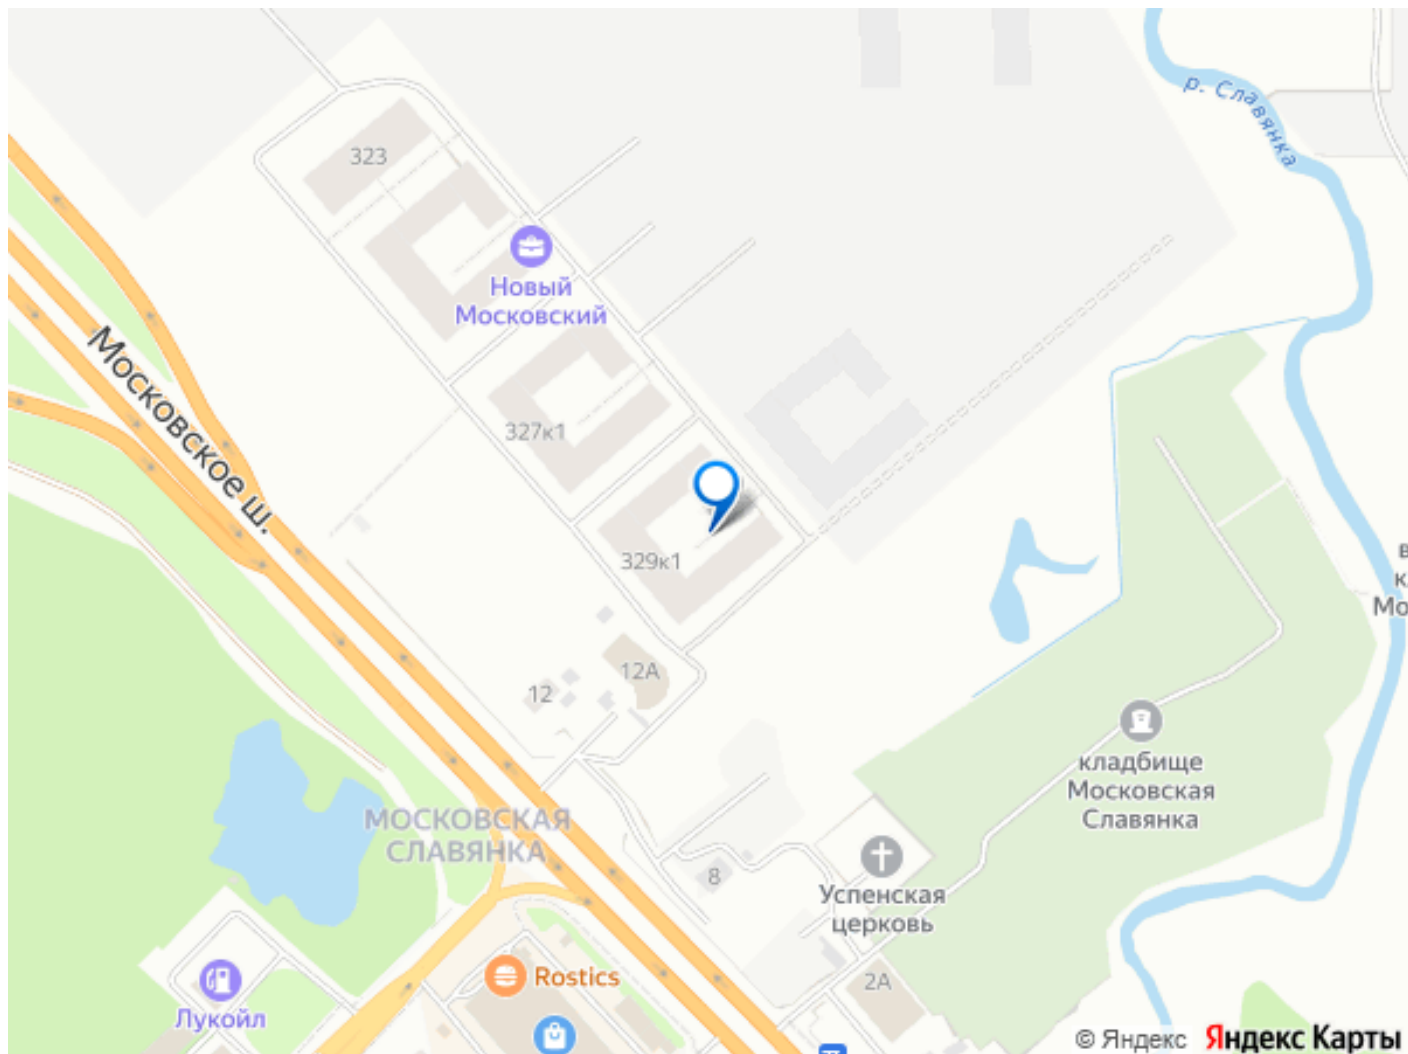 р. Славянка
323
Новый
Московский
Московское ш.
327к1
329к1
12А
12
МОСКОВСКАЯ
СЛАВЯНКА
кладбище
Московская
Славянка
8
Успенская
церковь
Rostics
2А
Лукойл
© Яндекс Яндекс Карты